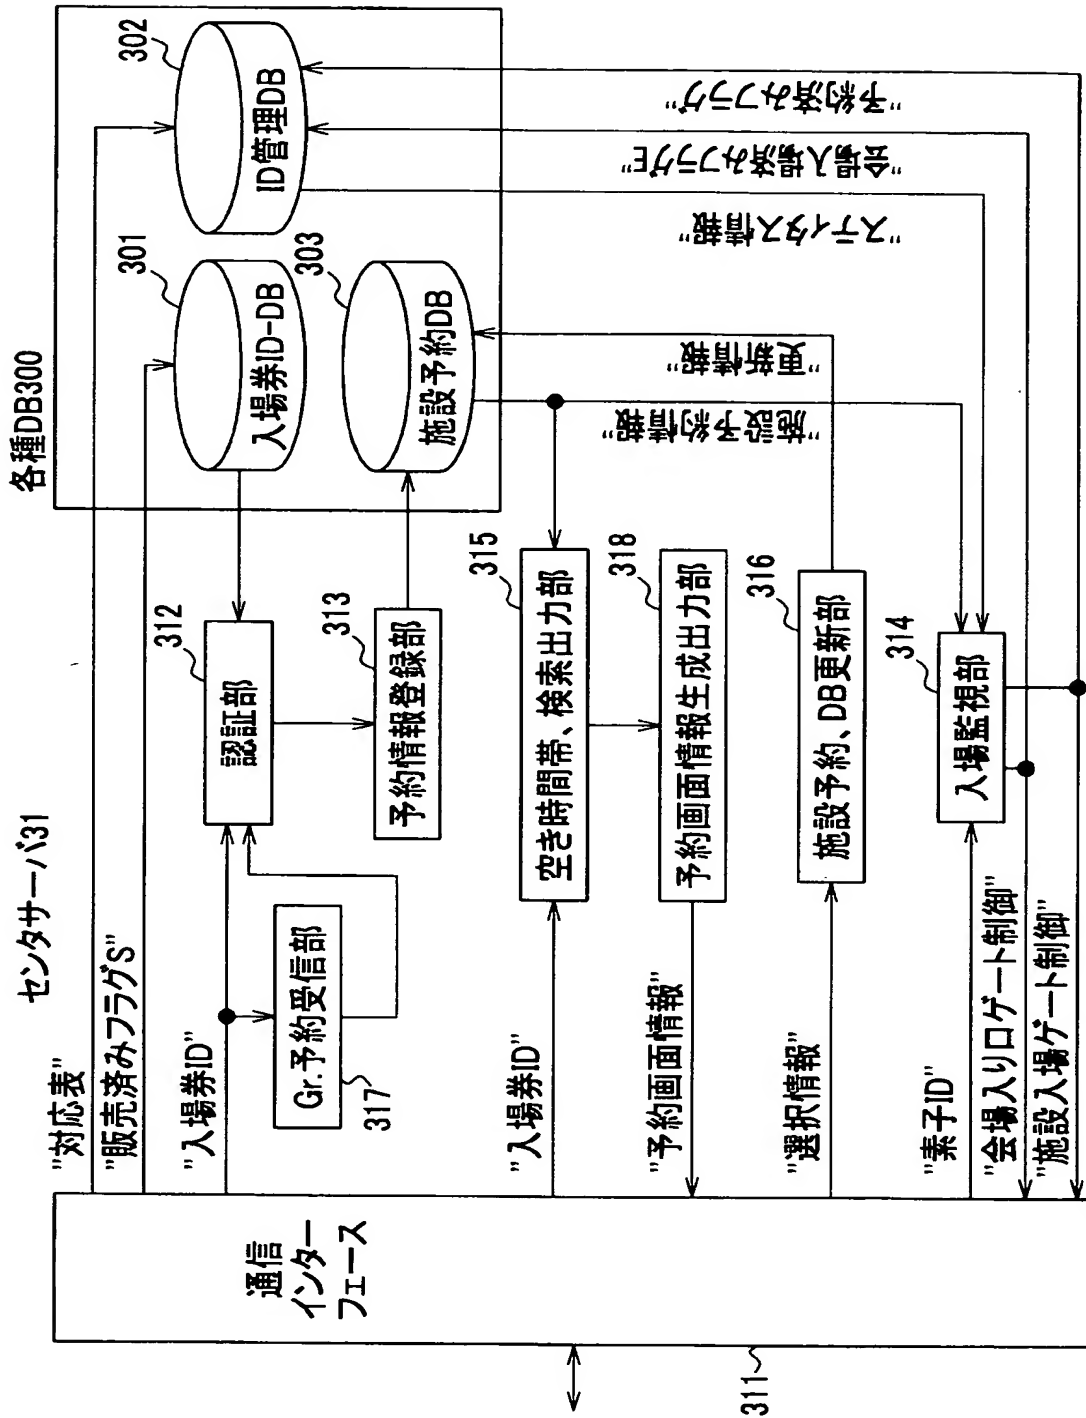 センタサーバ31
各種DB300
"対応表"
"販売済みフラグS"
"入場券ID"
Gr.予約受信部
317
312
認証部
313
予約情報登録部
301
入場券ID-DB
302
ID管理DB
303
施設予約DB
通信
インター
フェース
311
"入場券ID"
315
空き時間帯、検索出力部
"施設予約情報"
"予約画面情報"
318
予約画面情報生成出力部
"更新情報"
"選択情報"
316
施設予約、DB更新部
"ステイタス情報"
"会場入場済みフラグE"
"予約済みフラグ"
"素子ID"
314
入場監視部
"会場入り口ゲート制御"
"施設入場ゲート制御"